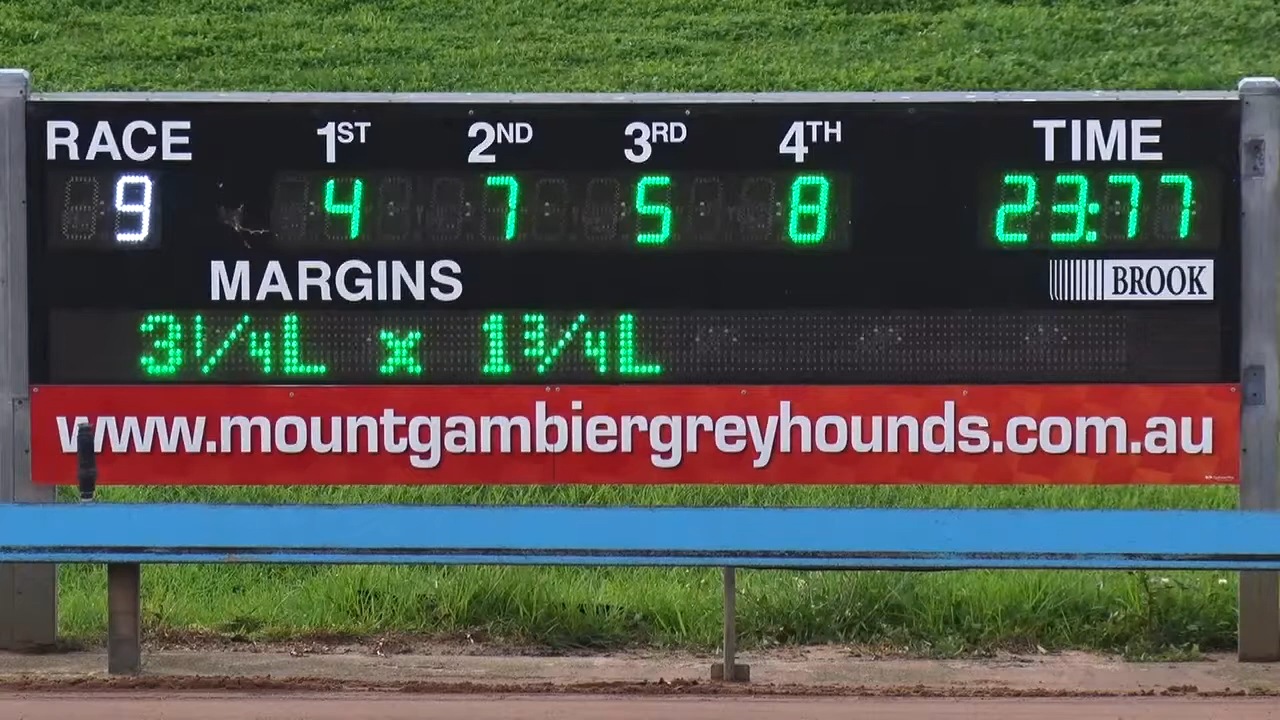 RACE 1ST 2ND 3RD 4TH TIME
9 4 7 5 8 23:77
MARGINS BROOK
3¼L x 1¾L
www.mountgambiergreyhounds.com.au